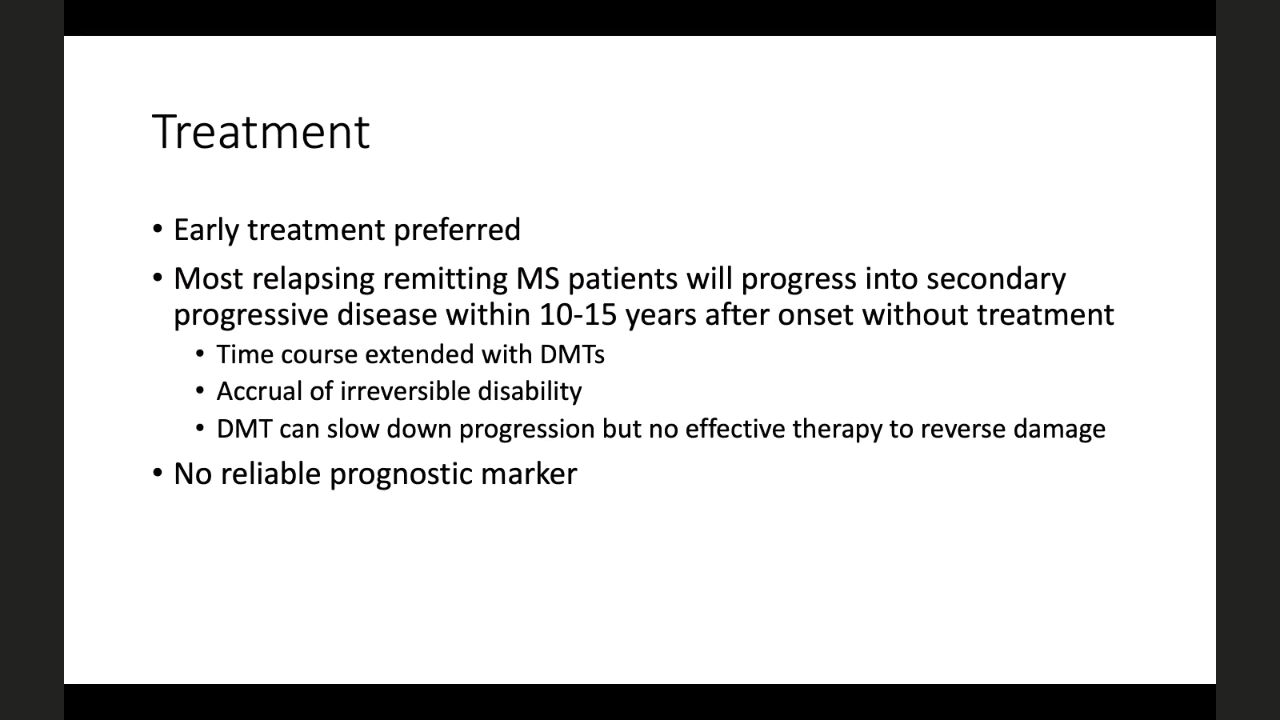 Treatment
• Early treatment preferred
• Most relapsing remitting MS patients will progress into secondary
progressive disease within 10-15 years after onset without treatment
• Time course extended with DMTs
• Accrual of irreversible disability
• DMT can slow down progression but no effective therapy to reverse damage
• No reliable prognostic marker